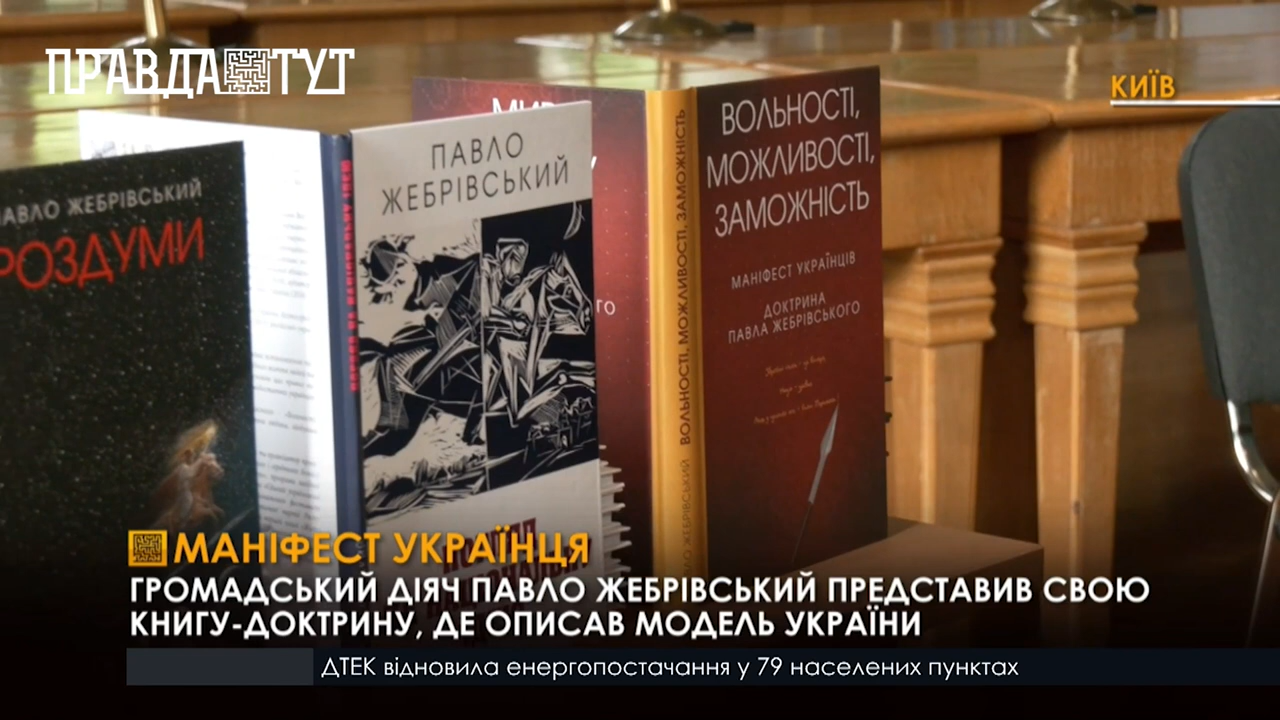 ПРАВДА ТУТ
КИЇВ
ПАВЛО ЖЕБРІВСЬКИЙ
РОЗДУМИ
ПАВЛО
ЖЕБРІВСЬКИЙ
ВОЛЬНОСТІ, МОЖЛИВОСТІ, ЗАМОЖНІСТЬ
ВОЛЬНОСТІ,
МОЖЛИВОСТІ,
ЗАМОЖНІСТЬ
МАНІФЕСТ УКРАЇНЦІВ
ДОКТРИНА
ПАВЛА ЖЕБРІВСЬКОГО
МАНІФЕСТ УКРАЇНЦЯ
ГРОМАДСЬКИЙ ДІЯЧ ПАВЛО ЖЕБРІВСЬКИЙ ПРЕДСТАВИВ СВОЮ
КНИГУ-ДОКТРИНУ, ДЕ ОПИСАВ МОДЕЛЬ УКРАЇНИ
ДТЕК відновила енергопостачання у 79 населених пунктах